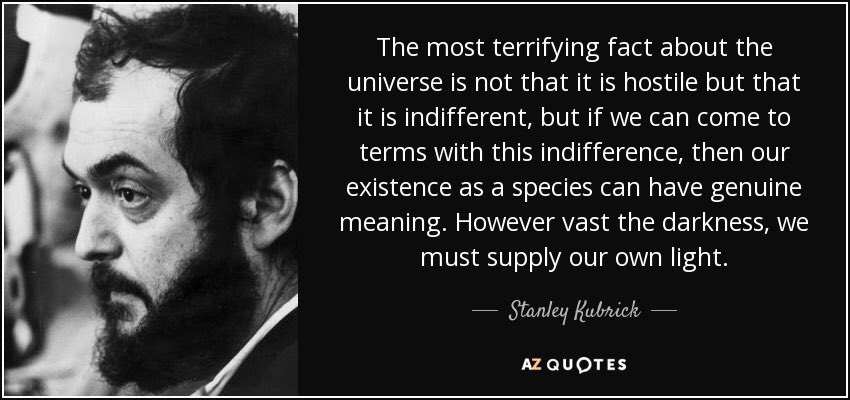 The most terrifying fact about the
universe is not that it is hostile but that
it is indifferent, but if we can come to
terms with this indifference, then our
existence as a species can have genuine
meaning. However vast the darkness, we
must supply our own light.
Stanley Kubrick
AZ QUOTES